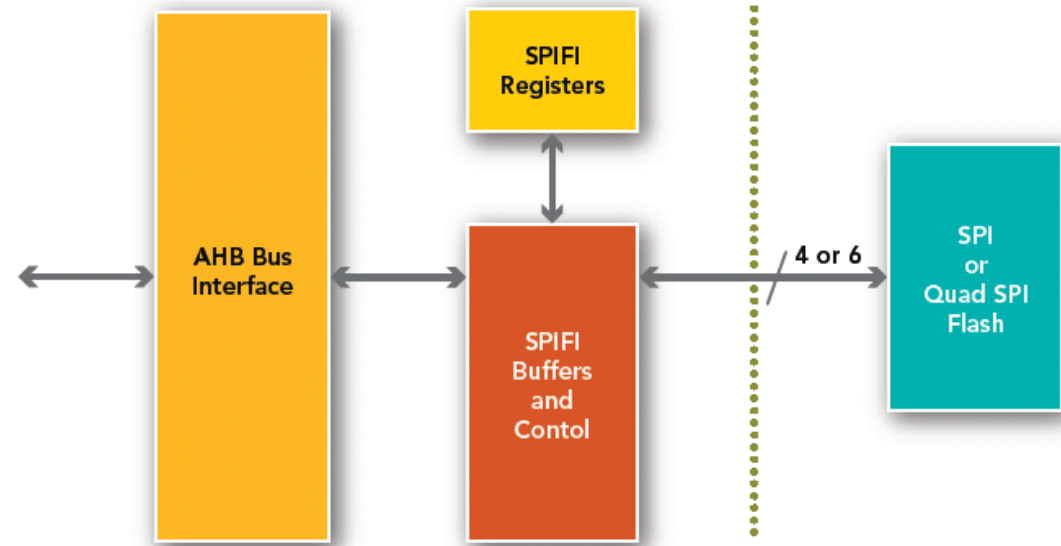 AHB Bus
Interface
SPIFI
Registers
SPIFI
Buffers
and
Contol
4 or 6
SPI
or
Quad SPI
Flash